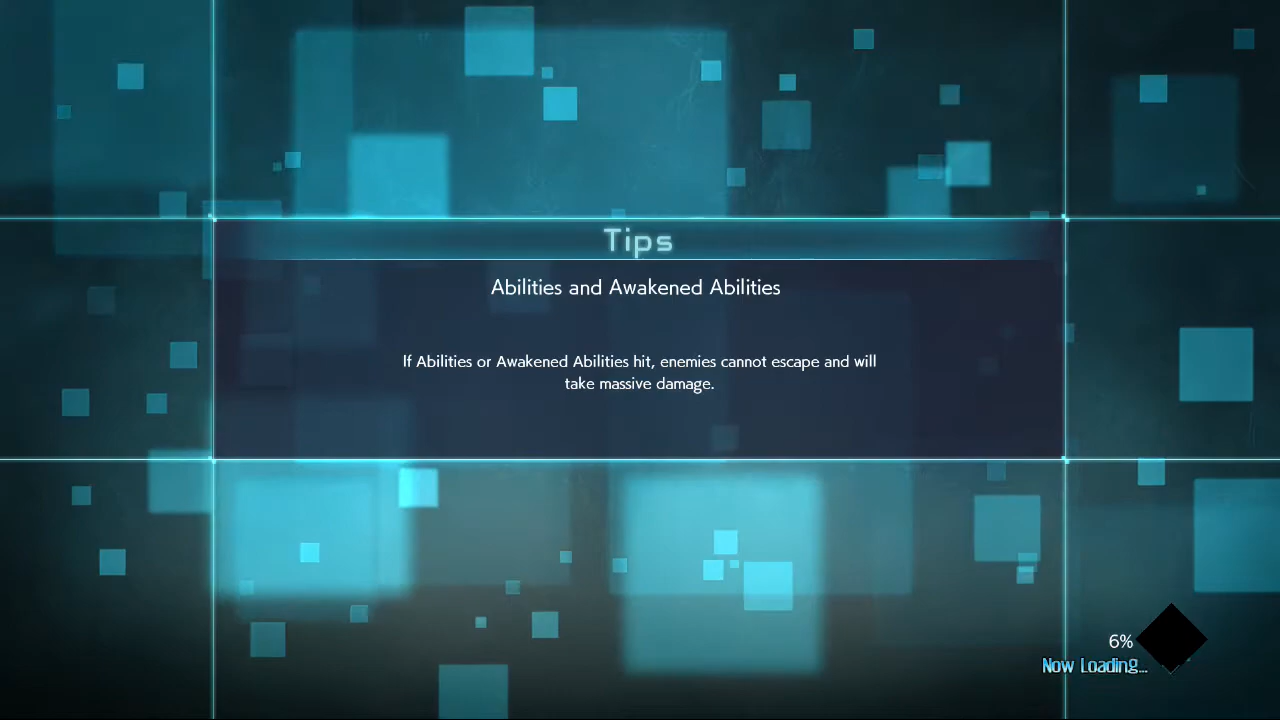 Tips
Abilities and Awakened Abilities
If Abilities or Awakened Abilities hit, enemies cannot escape and will
take massive damage.
6%
Now Loading...